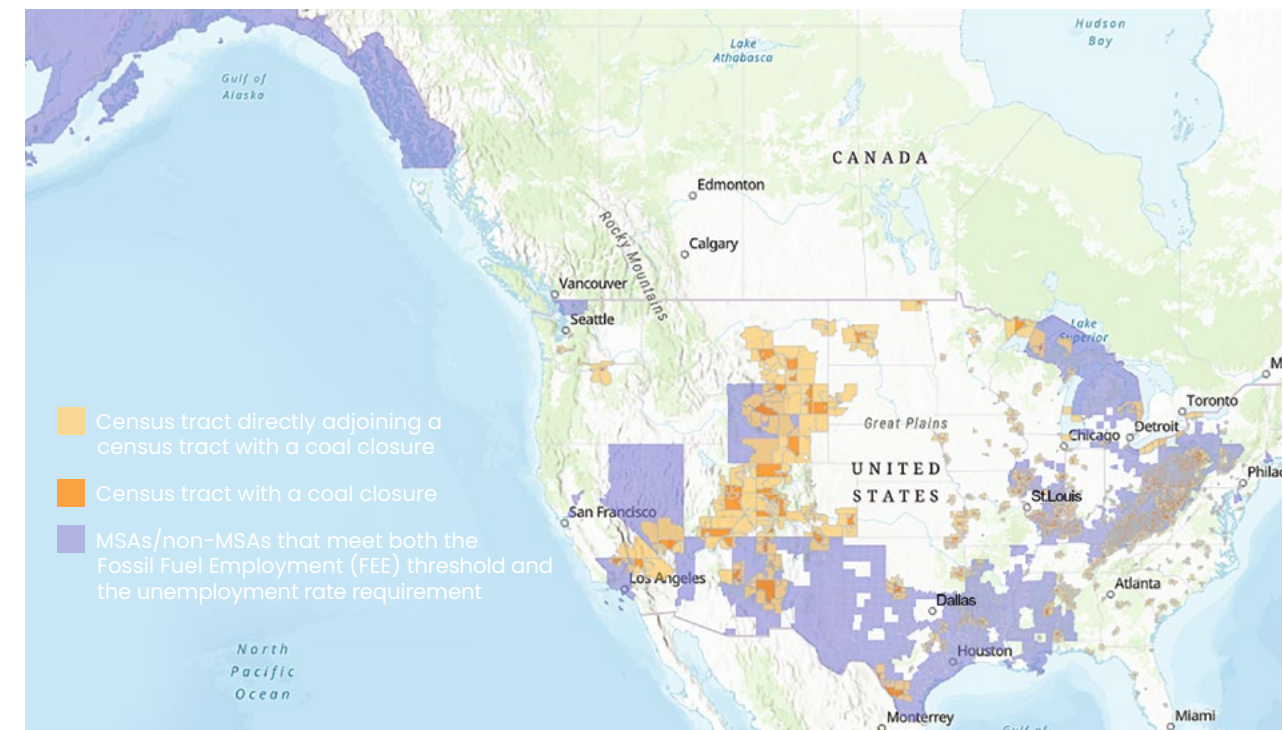 Hudson
Bay
Lake
Athabasca
Gulf of
Alaska
CANADA
Edmonton
Rocky Mountains
Calgary
Vancouver
Seattle
Lake
Superior
M
Toronto
Great Plains
Detroit
Chicago
Census tract directly adjoining a
census tract with a coal closure
UNITED
STATES
Philad
St.Louis
Census tract with a coal closure
San Francisco
MSAs/non-MSAs that meet both the
Fossil Fuel Employment (FEE) threshold and
the unemployment rate requirement
Los Angeles
Atlanta
Dallas
North
Pacific
Ocean
Houston
Monterrey
Miami
Gulf of